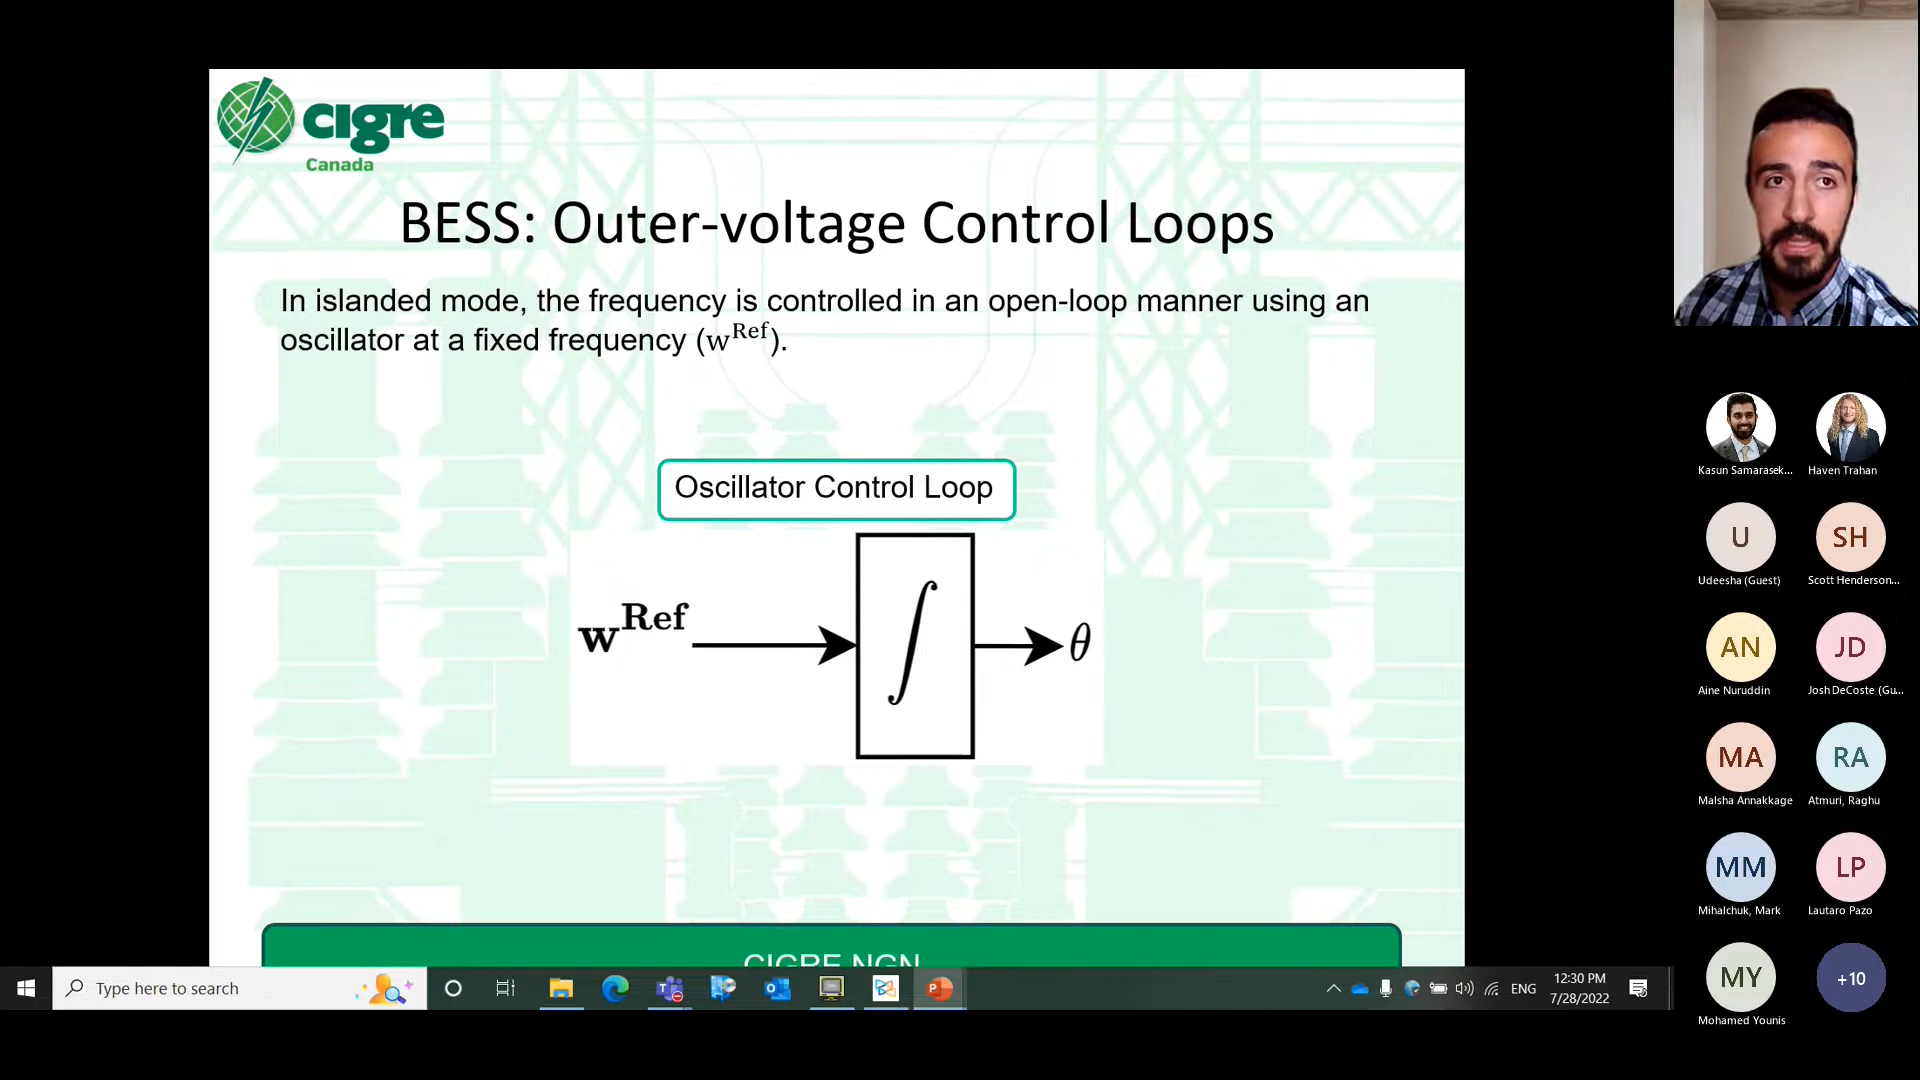 cigre
Canada
BESS: Outer-voltage Control Loops
In islanded mode, the frequency is controlled in an open-loop manner using an
oscillator at a fixed frequency (w^Ref).
Oscillator Control Loop
w^Ref
∫
θ
CIGRE NGN
Type here to search
ENG
12:30 PM
7/28/2022
Kasun Samarasek...
Haven Trahan
U
SH
Udeesha (Guest)
Scott Henderson...
AN
JD
Aine Nuruddin
Josh DeCoste (Gu...
MA
RA
Malsha Annakkage
Atmuri, Raghu
MM
LP
Mihalchuk, Mark
Lautaro Pazo
MY
+10
Mohamed Younis